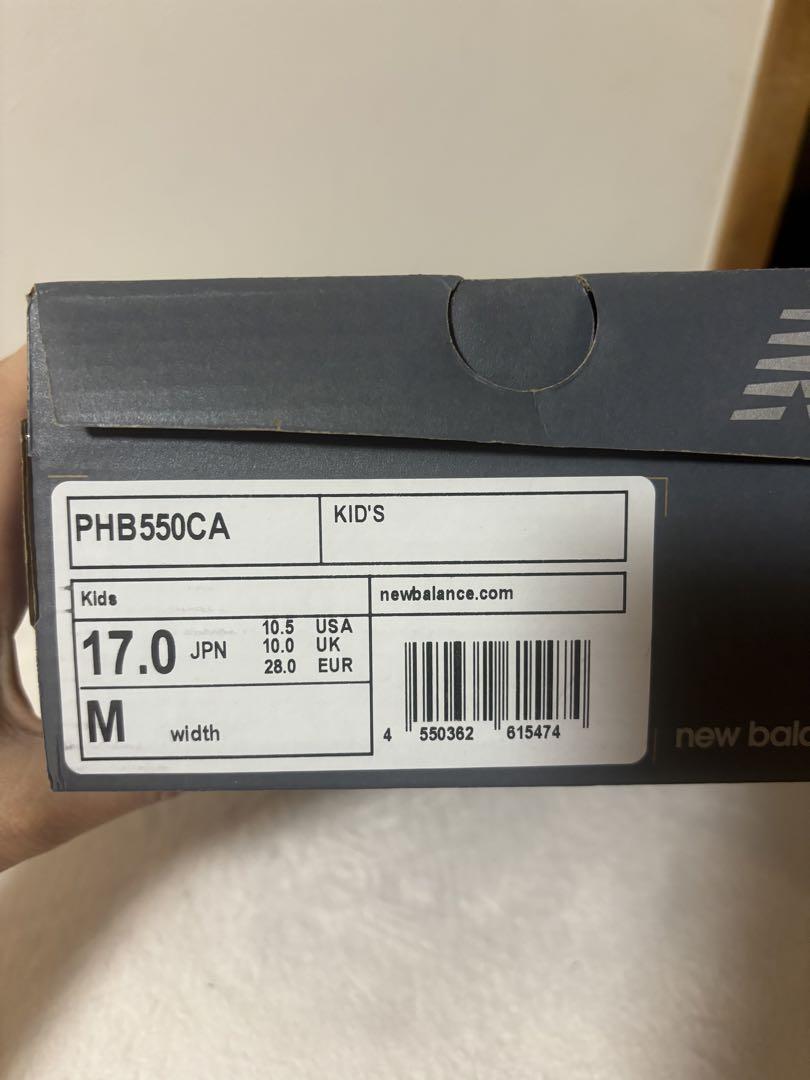 PHB550CA
KID'S
Kids
newbalance.com
17.0 JPN
10.5 USA
10.0 UK
28.0 EUR
M width
4 550362 615474
new bala